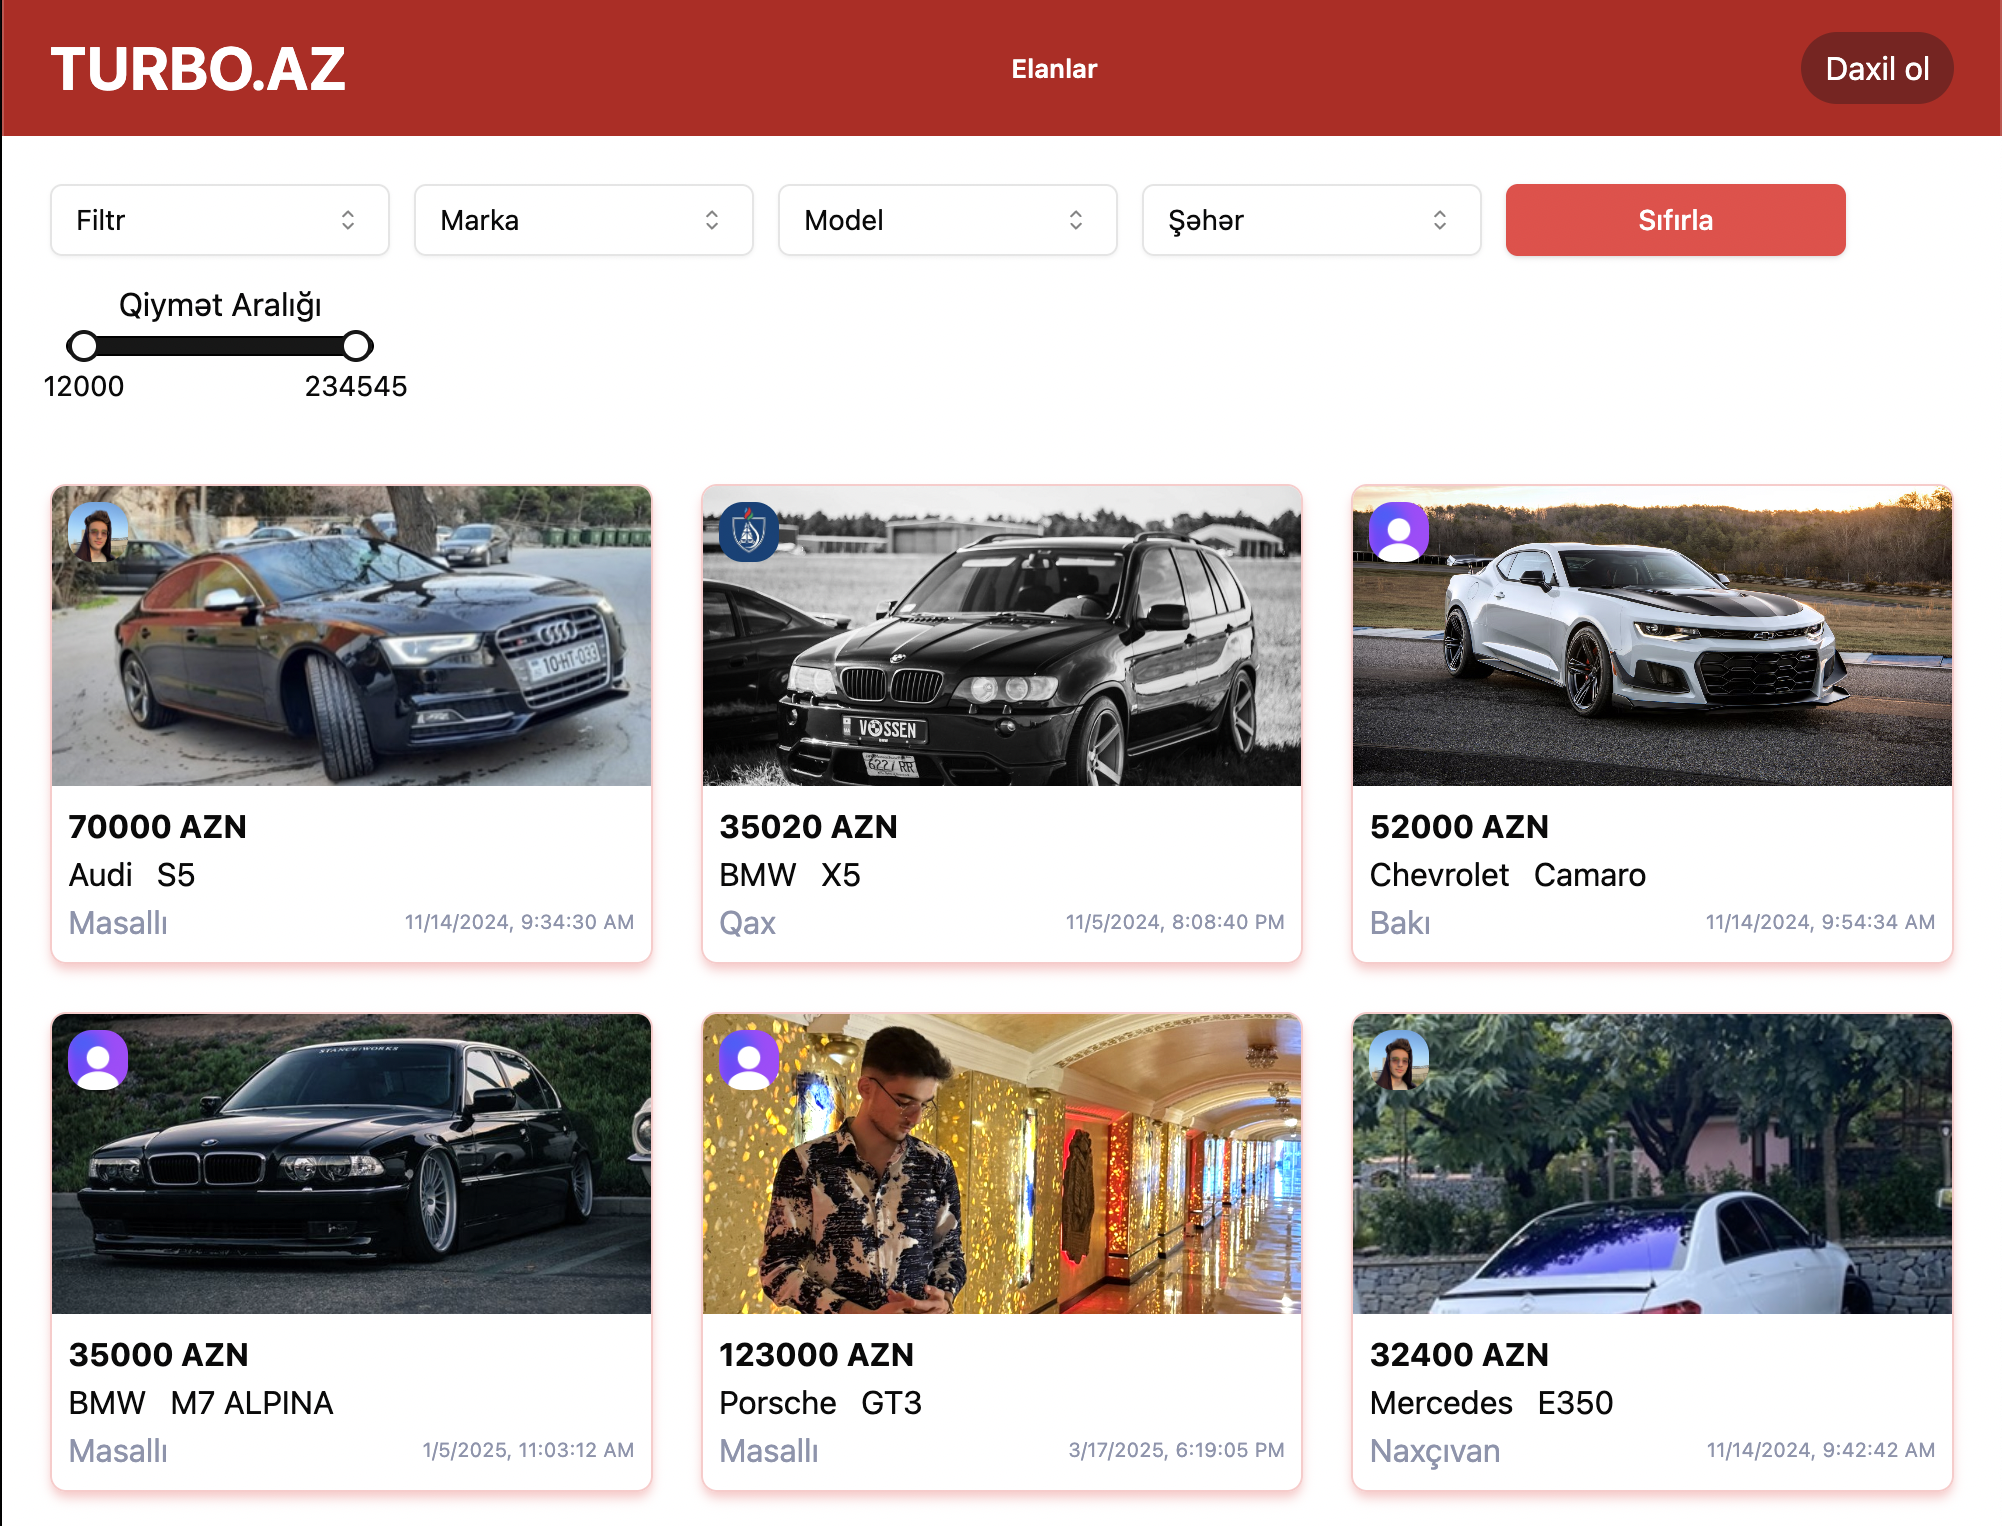 TURBO.AZ
Elanlar
Daxil ol
Filtr
Marka
Model
Şəhər
Sıfırla
Qiymət Aralığı
12000
234545
10-HT-033
VOSSEN
70000 AZN
Audi S5
Masallı
11/14/2024, 9:34:30 AM
35020 AZN
BMW X5
Qax
11/5/2024, 8:08:40 PM
52000 AZN
Chevrolet Camaro
Bakı
11/14/2024, 9:54:34 AM
STANCE|WORKS
35000 AZN
BMW M7 ALPINA
Masallı
1/5/2025, 11:03:12 AM
123000 AZN
Porsche GT3
Masallı
3/17/2025, 6:19:05 PM
32400 AZN
Mercedes E350
Naxçıvan
11/14/2024, 9:42:42 AM